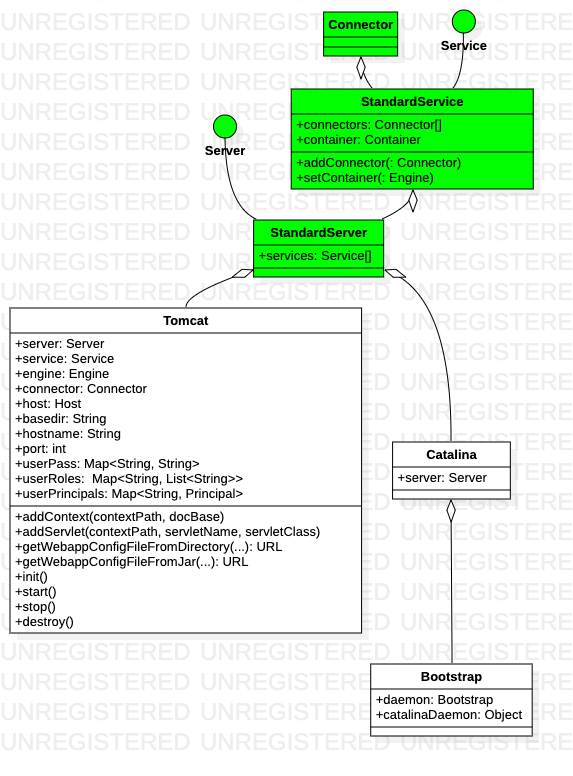 Connector
Service
StandardService
+connectors: Connector[]
+container: Container
+addConnector(: Connector)
+setContainer(: Engine)
Server
StandardServer
+services: Service[]
Tomcat
+server: Server
+service: Service
+engine: Engine
+connector: Connector
+host: Host
+basedir: String
+hostname: String
+port: int
+userPass: Map<String, String>
+userRoles:  Map<String, List<String>>
+userPrincipals: Map<String, Principal>
+addContext(contextPath, docBase)
+addServlet(contextPath, servletName, servletClass)
+getWebappConfigFileFromDirectory(...): URL
+getWebappConfigFileFromJar(...): URL
+init()
+start()
+stop()
+destroy()
Catalina
+server: Server
Bootstrap
+daemon: Bootstrap
+catalinaDaemon: Object
UNREGISTERED UNREGISTERED UNREGISTERED